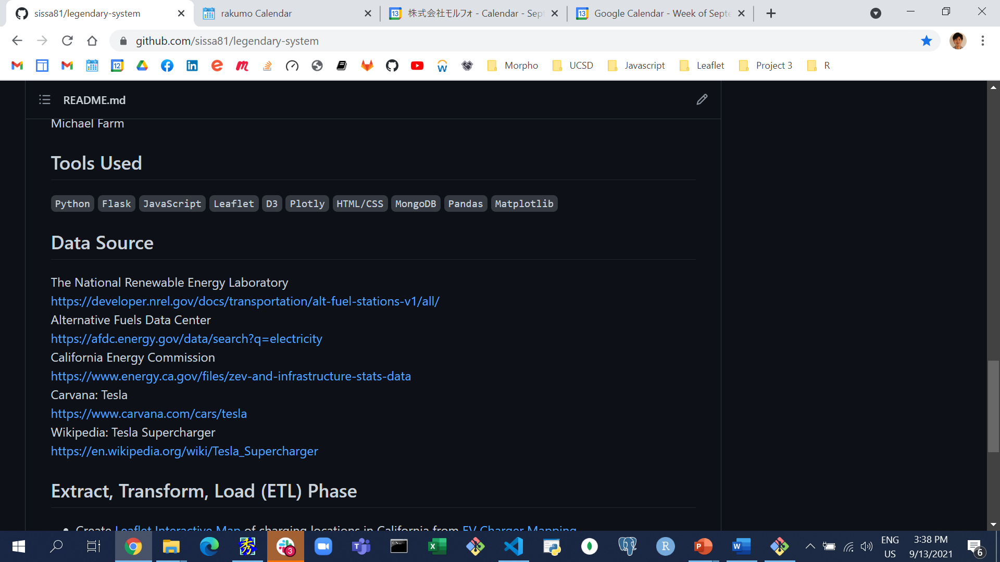 sissa81/legendary-system
rakumo Calendar
株式会社モルフォ - Calendar - Sept
Google Calendar - Week of Septe
github.com/sissa81/legendary-system
12
Morpho
UCSD
Javascript
Leaflet
Project 3
R
README.md
Michael Farm
Tools Used
Python Flask JavaScript Leaflet D3 Plotly HTML/CSS MongoDB Pandas Matplotlib
Data Source
The National Renewable Energy Laboratory
https://developer.nrel.gov/docs/transportation/alt-fuel-stations-v1/all/
Alternative Fuels Data Center
https://afdc.energy.gov/data/search?q=electricity
California Energy Commission
https://www.energy.ca.gov/files/zev-and-infrastructure-stats-data
Carvana: Tesla
https://www.carvana.com/cars/tesla
Wikipedia: Tesla Supercharger
https://en.wikipedia.org/wiki/Tesla_Supercharger
Extract, Transform, Load (ETL) Phase
Create Leaflet Interactive Map of charging locations in California from EV Charger Mapping
秀
3
ENG
US
3:38 PM
9/13/2021
6